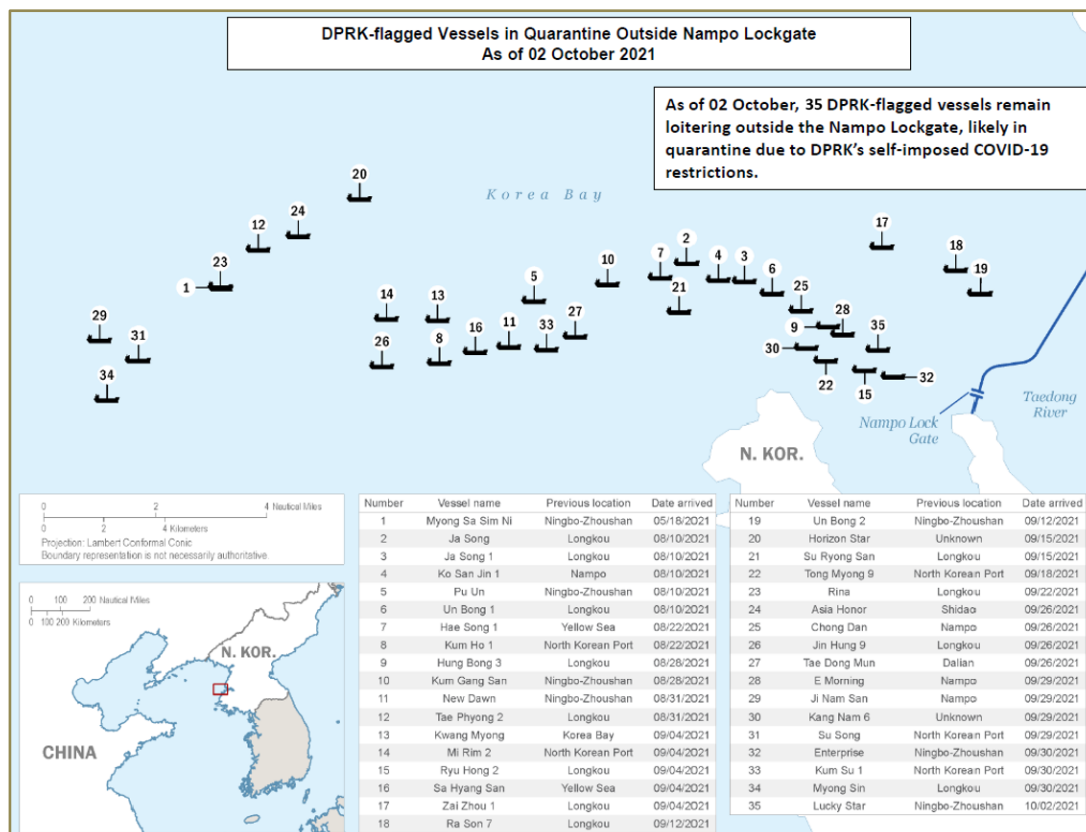 DPRK-flagged Vessels in Quarantine Outside Nampo Lockgate
As of 02 October 2021
As of 02 October, 35 DPRK-flagged vessels remain
loitering outside the Nampo Lockgate, likely in
quarantine due to DPRK's self-imposed COVID-19
restrictions.
Korea Bay
20
24
12
23
1
29
31
34
14
13
26
8
16
11
5
33
27
10
7
2
21
4
3
6
25
9
28
30
22
35
15
32
17
18
19
Nampo Lock
Gate
Taedong
River
N. KOR.
0 2 4 Nautical Miles
0 2 4 Kilometers
Projection: Lambert Conformal Conic
Boundary representation is not necessarily authoritative.
0 100 200 Nautical Miles
0 100 200 Kilometers
N. KOR.
CHINA
Number Vessel name Previous location Date arrived
1 Myong Sa Sim Ni Ningbo-Zhoushan 05/18/2021
2 Ja Song Longkou 08/10/2021
3 Ja Song 1 Longkou 08/10/2021
4 Ko San Jin 1 Nampo 08/10/2021
5 Pu Un Ningbo-Zhoushan 08/10/2021
6 Un Bong 1 Longkou 08/10/2021
7 Hae Song 1 Yellow Sea 08/22/2021
8 Kum Ho 1 North Korean Port 08/22/2021
9 Hung Bong 3 Longkou 08/28/2021
10 Kum Gang San Ningbo-Zhoushan 08/28/2021
11 New Dawn Ningbo-Zhoushan 08/31/2021
12 Tae Phyong 2 Longkou 08/31/2021
13 Kwang Myong Korea Bay 09/04/2021
14 Mi Rim 2 North Korean Port 09/04/2021
15 Ryu Hong 2 Longkou 09/04/2021
16 Sa Hyang San Yellow Sea 09/04/2021
17 Zai Zhou 1 Longkou 09/04/2021
18 Ra Son 7 Longkou 09/12/2021
Number Vessel name Previous location Date arrived
19 Un Bong 2 Ningbo-Zhoushan 09/12/2021
20 Horizon Star Unknown 09/15/2021
21 Su Ryong San Longkou 09/15/2021
22 Tong Myong 9 North Korean Port 09/18/2021
23 Rina Longkou 09/22/2021
24 Asia Honor Shidao 09/26/2021
25 Chong Dan Nampo 09/26/2021
26 Jin Hung 9 Longkou 09/26/2021
27 Tae Dong Mun Dalian 09/26/2021
28 E Morning Nampo 09/29/2021
29 Ji Nam San Nampo 09/29/2021
30 Kang Nam 6 Unknown 09/29/2021
31 Su Song North Korean Port 09/29/2021
32 Enterprise Ningbo-Zhoushan 09/30/2021
33 Kum Su 1 North Korean Port 09/30/2021
34 Myong Sin Longkou 09/30/2021
35 Lucky Star Ningbo-Zhoushan 10/02/2021